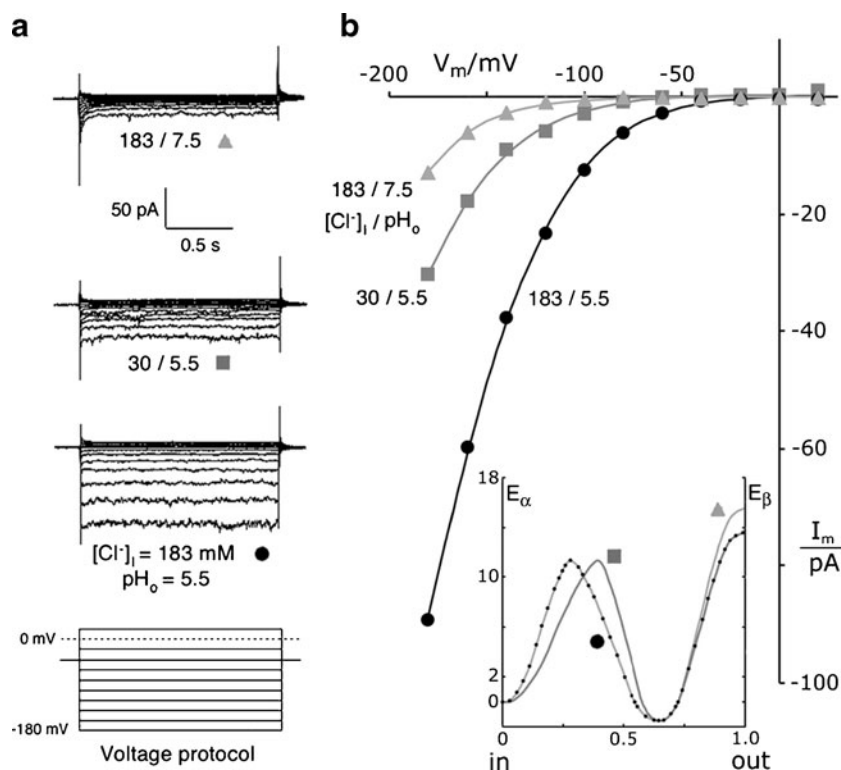 a
183 / 7.5
50 pA
0.5 s
30 / 5.5
[Cl⁻]ᵢ = 183 mM
pHₒ = 5.5
0 mV
-180 mV
Voltage protocol
b
Vₘ/mV
-200
-100
-50
183 / 7.5
[Cl⁻]ᵢ / pHₒ
30 / 5.5
183 / 5.5
-20
-40
-60
Iₘ
pA
-100
18
Eα
Eβ
10
2
0
0
0.5
1.0
in
out